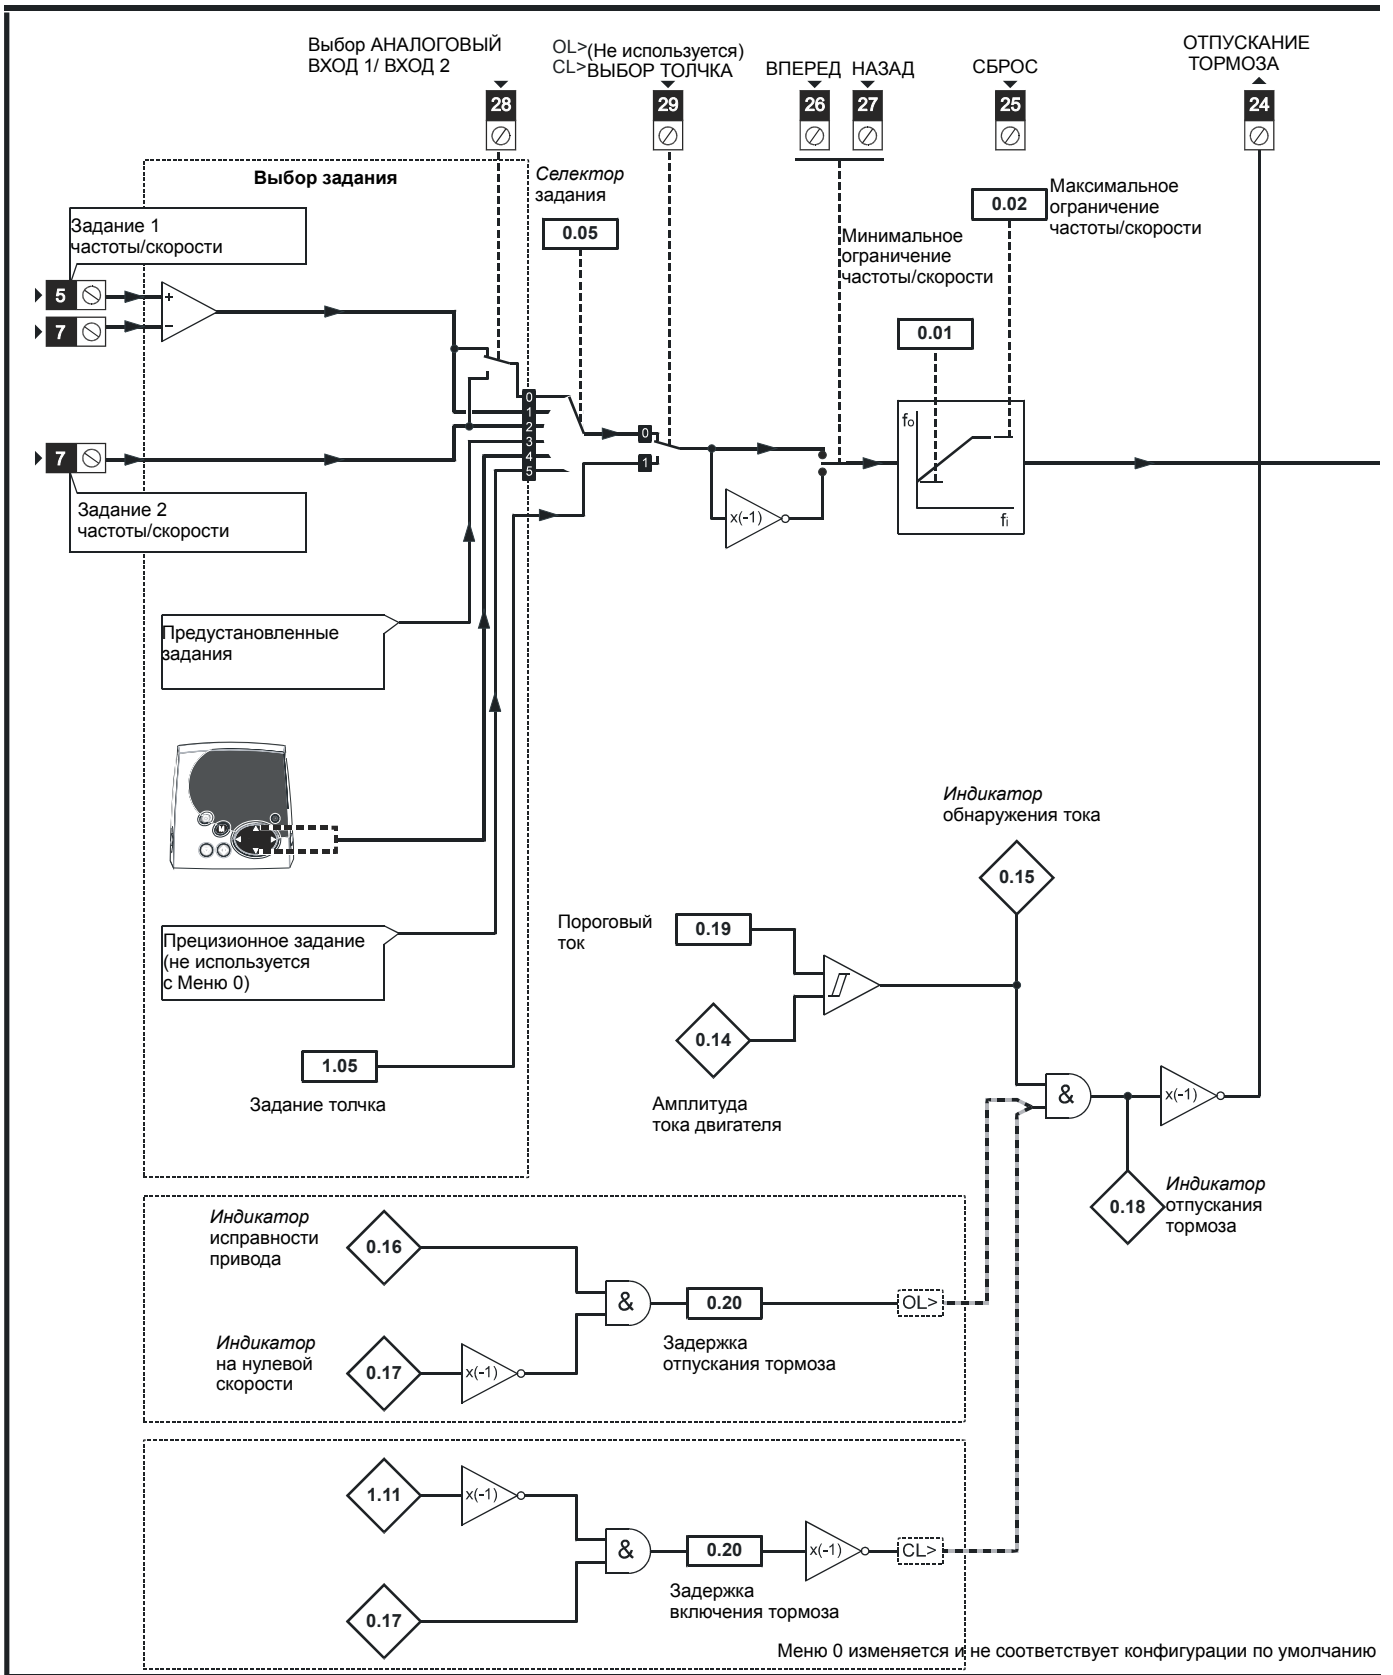 Выбор АНАЛОГОВЫЙ
ВХОД 1/ ВХОД 2
OL>(Не используется)
CL>ВЫБОР ТОЛЧКА
ВПЕРЕД НАЗАД
СБРОС
ОТПУСКАНИЕ
ТОРМОЗА
28
29
26
27
25
24
Выбор задания
Селектор
задания
0.05
0.02
Максимальное
ограничение
частоты/скорости
Задание 1
частоты/скорости
Минимальное
ограничение
частоты/скорости
5
+
7
−
0.01
0
1
2
3
4
5
0
1
fo
fi
7
Задание 2
частоты/скорости
x(-1)
Предустановленные
задания
M
Индикатор
обнаружения тока
0.15
Прецизионное задание
(не используется
с Меню 0)
Пороговый
ток
0.19
0.14
Амплитуда
тока двигателя
1.05
Задание толчка
&
x(-1)
0.18
Индикатор
отпускания
тормоза
Индикатор
исправности
привода
0.16
&
0.20
OL>
Задержка
отпускания тормоза
Индикатор
на нулевой
скорости
0.17
x(-1)
1.11
x(-1)
&
0.20
x(-1)
CL>
Задержка
включения тормоза
0.17
Меню 0 изменяется и не соответствует конфигурации по умолчанию